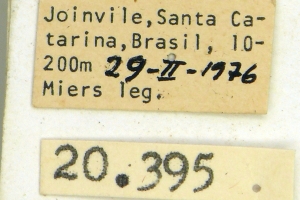 Joinvile,Santa Ca-
tarina,Brasil, 10-
200m 29-II-1976
Miers leg.
20.395